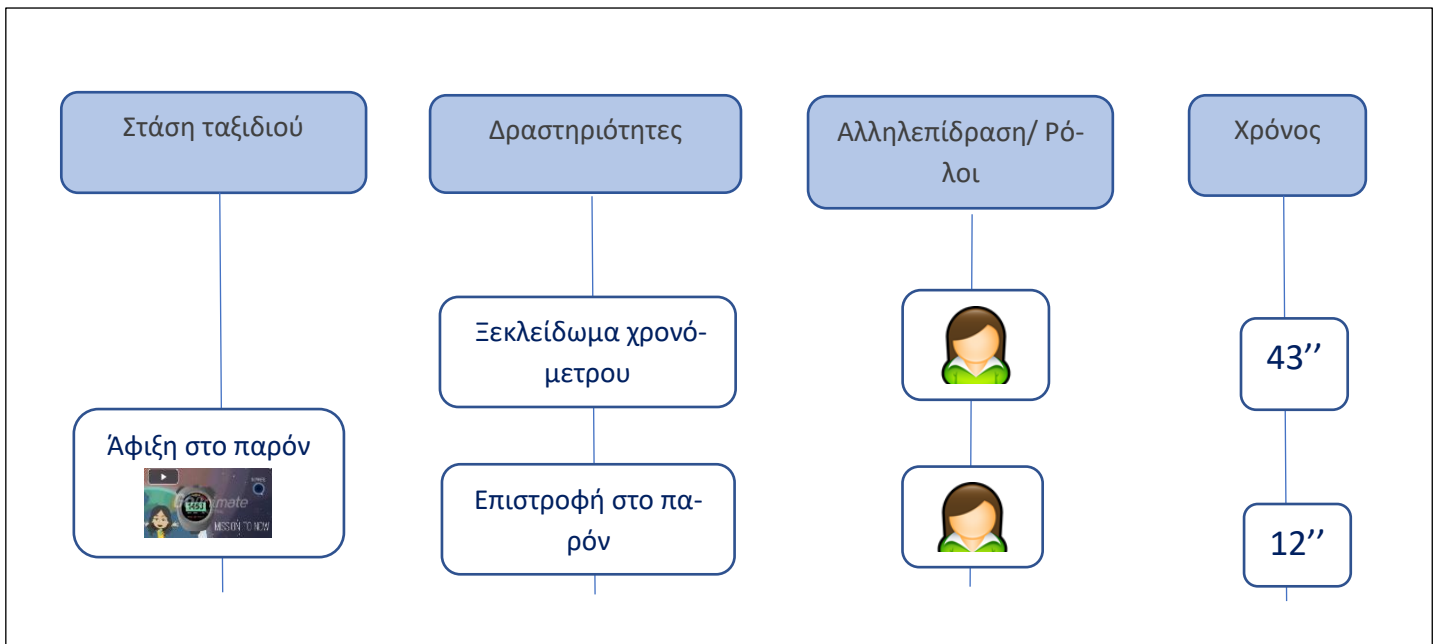 Στάση ταξιδιού
Δραστηριότητες
Αλληλεπίδραση/ Ρό-
λοι
Χρόνος
Ξεκλείδωμα χρονό-
μετρου
43’’
Άφιξη στο παρόν
MISSION TO NOW
Επιστροφή στο πα-
ρόν
12’’